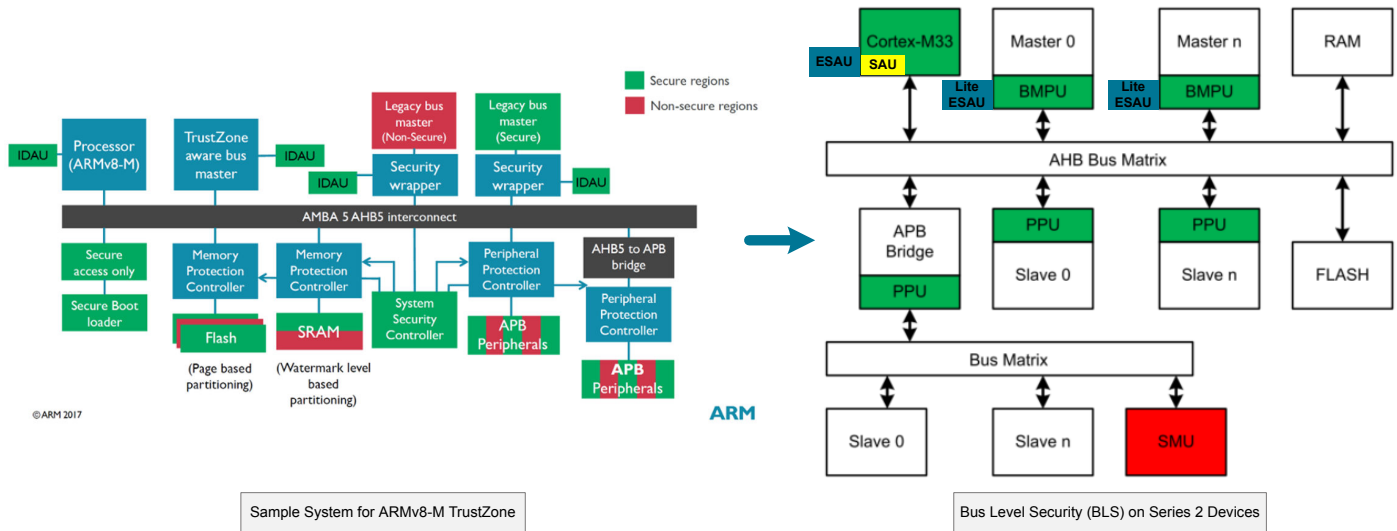 Secure regions
Non-secure regions
Legacy bus
master
(Non-Secure)
Legacy bus
master
(Secure)
IDAU
Processor
(ARMv8-M)
TrustZone
aware bus
master
IDAU
IDAU
Security
wrapper
Security
wrapper
IDAU
AMBA 5 AHB5 interconnect
Secure
access only
Secure Boot
loader
Memory
Protection
Controller
Flash
(Page based
partitioning)
Memory
Protection
Controller
SRAM
(Watermark level
based
partitioning)
System
Security
Controller
Peripheral
Protection
Controller
APB
Peripherals
AHB5 to APB
bridge
Peripheral
Protection
Controller
APB
Peripherals
© ARM 2017
ARM
Sample System for ARMv8-M TrustZone
ESAU
Cortex-M33
SAU
Master 0
Lite
ESAU
BMPU
Master n
Lite
ESAU
BMPU
RAM
AHB Bus Matrix
APB
Bridge
PPU
PPU
Slave 0
PPU
Slave n
FLASH
Bus Matrix
Slave 0
Slave n
SMU
Bus Level Security (BLS) on Series 2 Devices